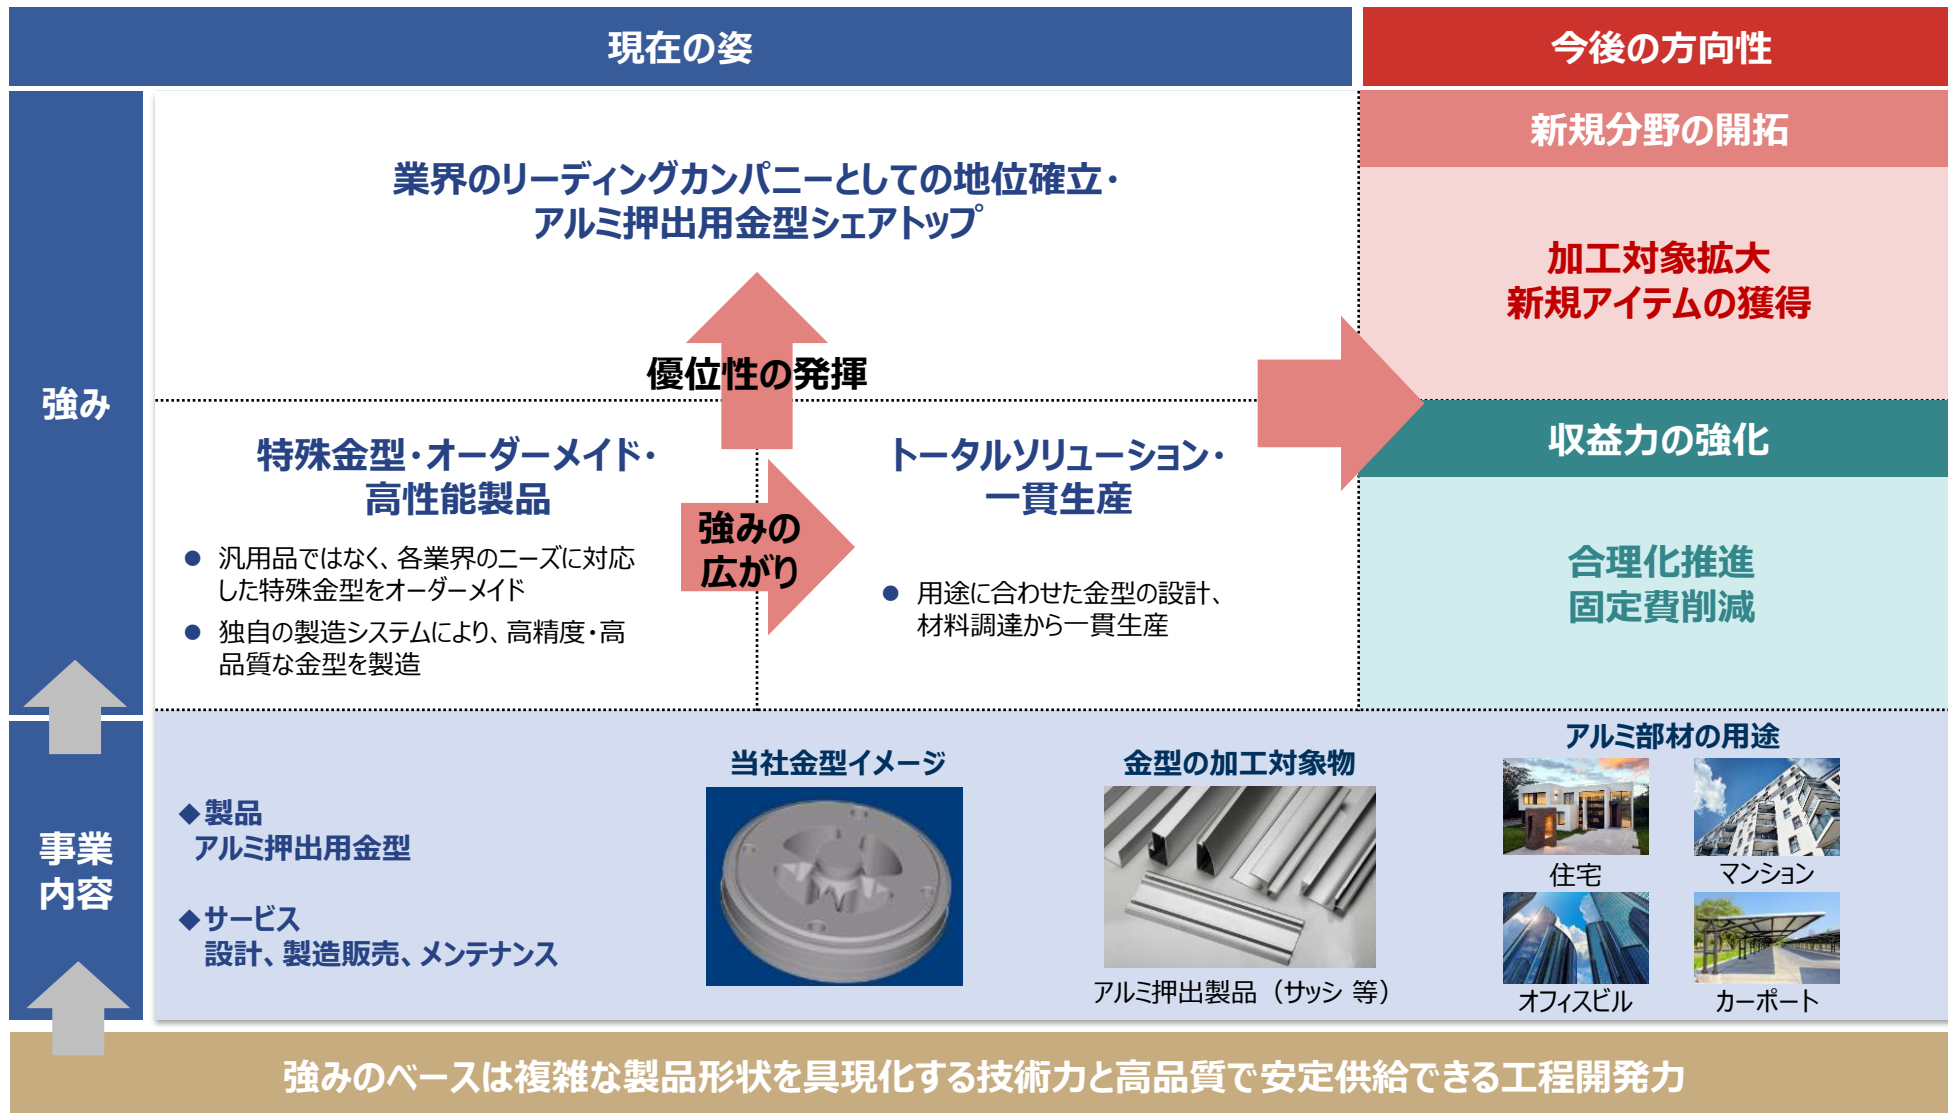 現在の姿
今後の方向性
強み
業界のリーディングカンパニーとしての地位確立・
アルミ押出用金型シェアトップ
優位性の発揮
特殊金型・オーダーメイド・
高性能製品
● 汎用品ではなく、各業界のニーズに対応
した特殊金型をオーダーメイド
● 独自の製造システムにより、高精度・高
品質な金型を製造
強みの
広がり
トータルソリューション・
一貫生産
● 用途に合わせた金型の設計、
材料調達から一貫生産
新規分野の開拓
加工対象拡大
新規アイテムの獲得
収益力の強化
合理化推進
固定費削減
事業
内容
◆製品
アルミ押出用金型
◆サービス
設計、製造販売、メンテナンス
当社金型イメージ
金型の加工対象物
アルミ押出製品（サッシ 等）
アルミ部材の用途
住宅
マンション
オフィスビル
カーポート
強みのベースは複雑な製品形状を具現化する技術力と高品質で安定供給できる工程開発力